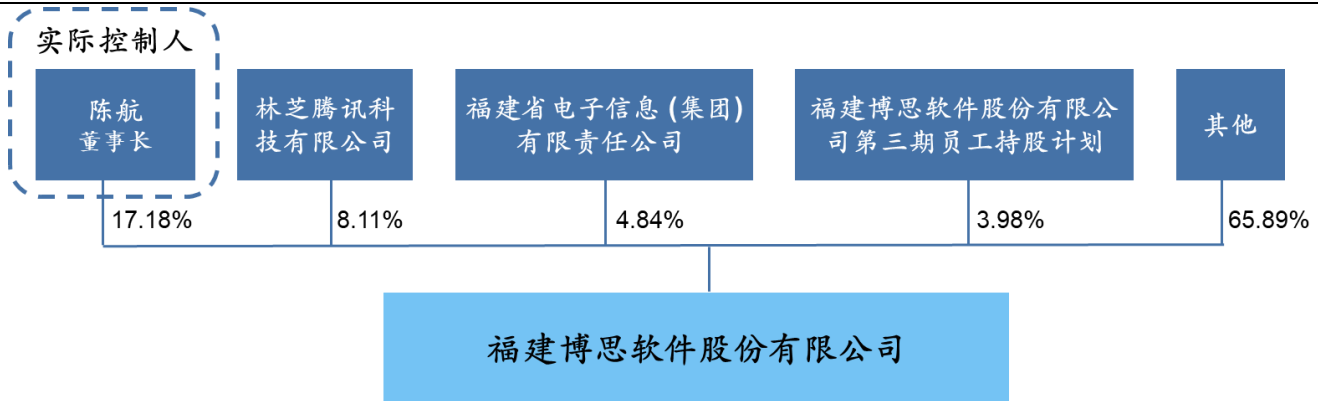 实际控制人
陈航
董事长
林芝腾讯科
技有限公司
福建省电子信息(集团)
有限责任公司
福建博思软件股份有限公
司第三期员工持股计划
其他
17.18%
8.11%
4.84%
3.98%
65.89%
福建博思软件股份有限公司